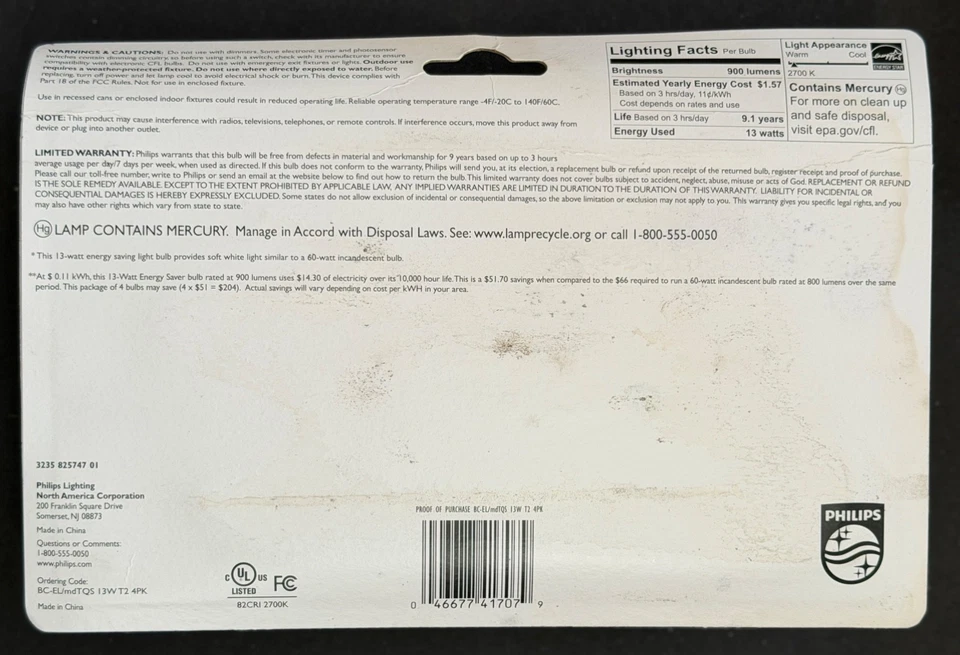 WARNINGS & CAUTIONS: Do not use with dimmers. Some electronic timer and photosensor
switches contain dimming circuitry so before using such a switch, check with its manufacturer to ensure
compatibility with electronic CFL bulbs. Do not use with emergency exit fixtures or lights. Outdoor use
requires a weather-protected fixture. Do not use where directly exposed to water. Before
replacing, turn off power and let lamp cool to avoid electrical shock or burn. This device complies with
Part 18 of the FCC Rules. Not for use in enclosed fixture.
Use in recessed cans or enclosed indoor fixtures could result in reduced operating life. Reliable operating temperature range -4F/-20C to 140F/60C.
NOTE: This product may cause interference with radios, televisions, telephones, or remote controls. If interference occurs, move this product away from
device or plug into another outlet.
Lighting Facts Per Bulb
Brightness 900 lumens
Estimated Yearly Energy Cost $1.57
Based on 3 hrs/day, 11¢/kWh
Cost depends on rates and use
Life Based on 3 hrs/day 9.1 years
Energy Used 13 watts
Light Appearance
Warm Cool
2700 K
ENERGY STAR
Contains Mercury Hg
For more on clean up
and safe disposal,
visit epa.gov/cfl.
LIMITED WARRANTY: Philips warrants that this bulb will be free from defects in material and workmanship for 9 years based on up to 3 hours
average usage per day/7 days per week, when used as directed. If this bulb does not conform to the warranty, Philips will send you, at its election, a replacement bulb or refund upon receipt of the returned bulb, register receipt and proof of purchase.
Please call our toll-free number, write to Philips or send an email at the website below to find out how to return the bulb. This limited warranty does not cover bulbs subject to accident, neglect, abuse, misuse or acts of God. REPLACEMENT OR REFUND
IS THE SOLE REMEDY AVAILABLE. EXCEPT TO THE EXTENT PROHIBITED BY APPLICABLE LAW, ANY IMPLIED WARRANTIES ARE LIMITED IN DURATION TO THE DURATION OF THIS WARRANTY. LIABILITY FOR INCIDENTAL OR
CONSEQUENTIAL DAMAGES IS HEREBY EXPRESSLY EXCLUDED. Some states do not allow exclusion of incidental or consequential damages, so the above limitation or exclusion may not apply to you. This warranty gives you specific legal rights, and you
may also have other rights which vary from state to state.
Hg LAMP CONTAINS MERCURY. Manage in Accord with Disposal Laws. See: www.lamprecycle.org or call 1-800-555-0050
* This 13-watt energy saving light bulb provides soft white light similar to a 60-watt incandescent bulb.
**At $ 0.11 kWh, this 13-Watt Energy Saver bulb rated at 900 lumens uses $14.30 of electricity over its 10,000 hour life. This is a $51.70 savings when compared to the $66 required to run a 60-watt incandescent bulb rated at 800 lumens over the same
period. This package of 4 bulbs may save (4 x $51 = $204). Actual savings will vary depending on cost per kWH in your area.
3235 825747 01
Philips Lighting
North America Corporation
200 Franklin Square Drive
Somerset, NJ 08873
Made in China
Questions or Comments:
1-800-555-0050
www.philips.com
Ordering Code:
BC-EL/mdTQS 13W T2 4PK
Made in China
C UL US FC
LISTED
82CRI 2700K
PROOF OF PURCHASE BC-EL/mdTQS 13W T2 4PK
0 46677 41707 9
PHILIPS